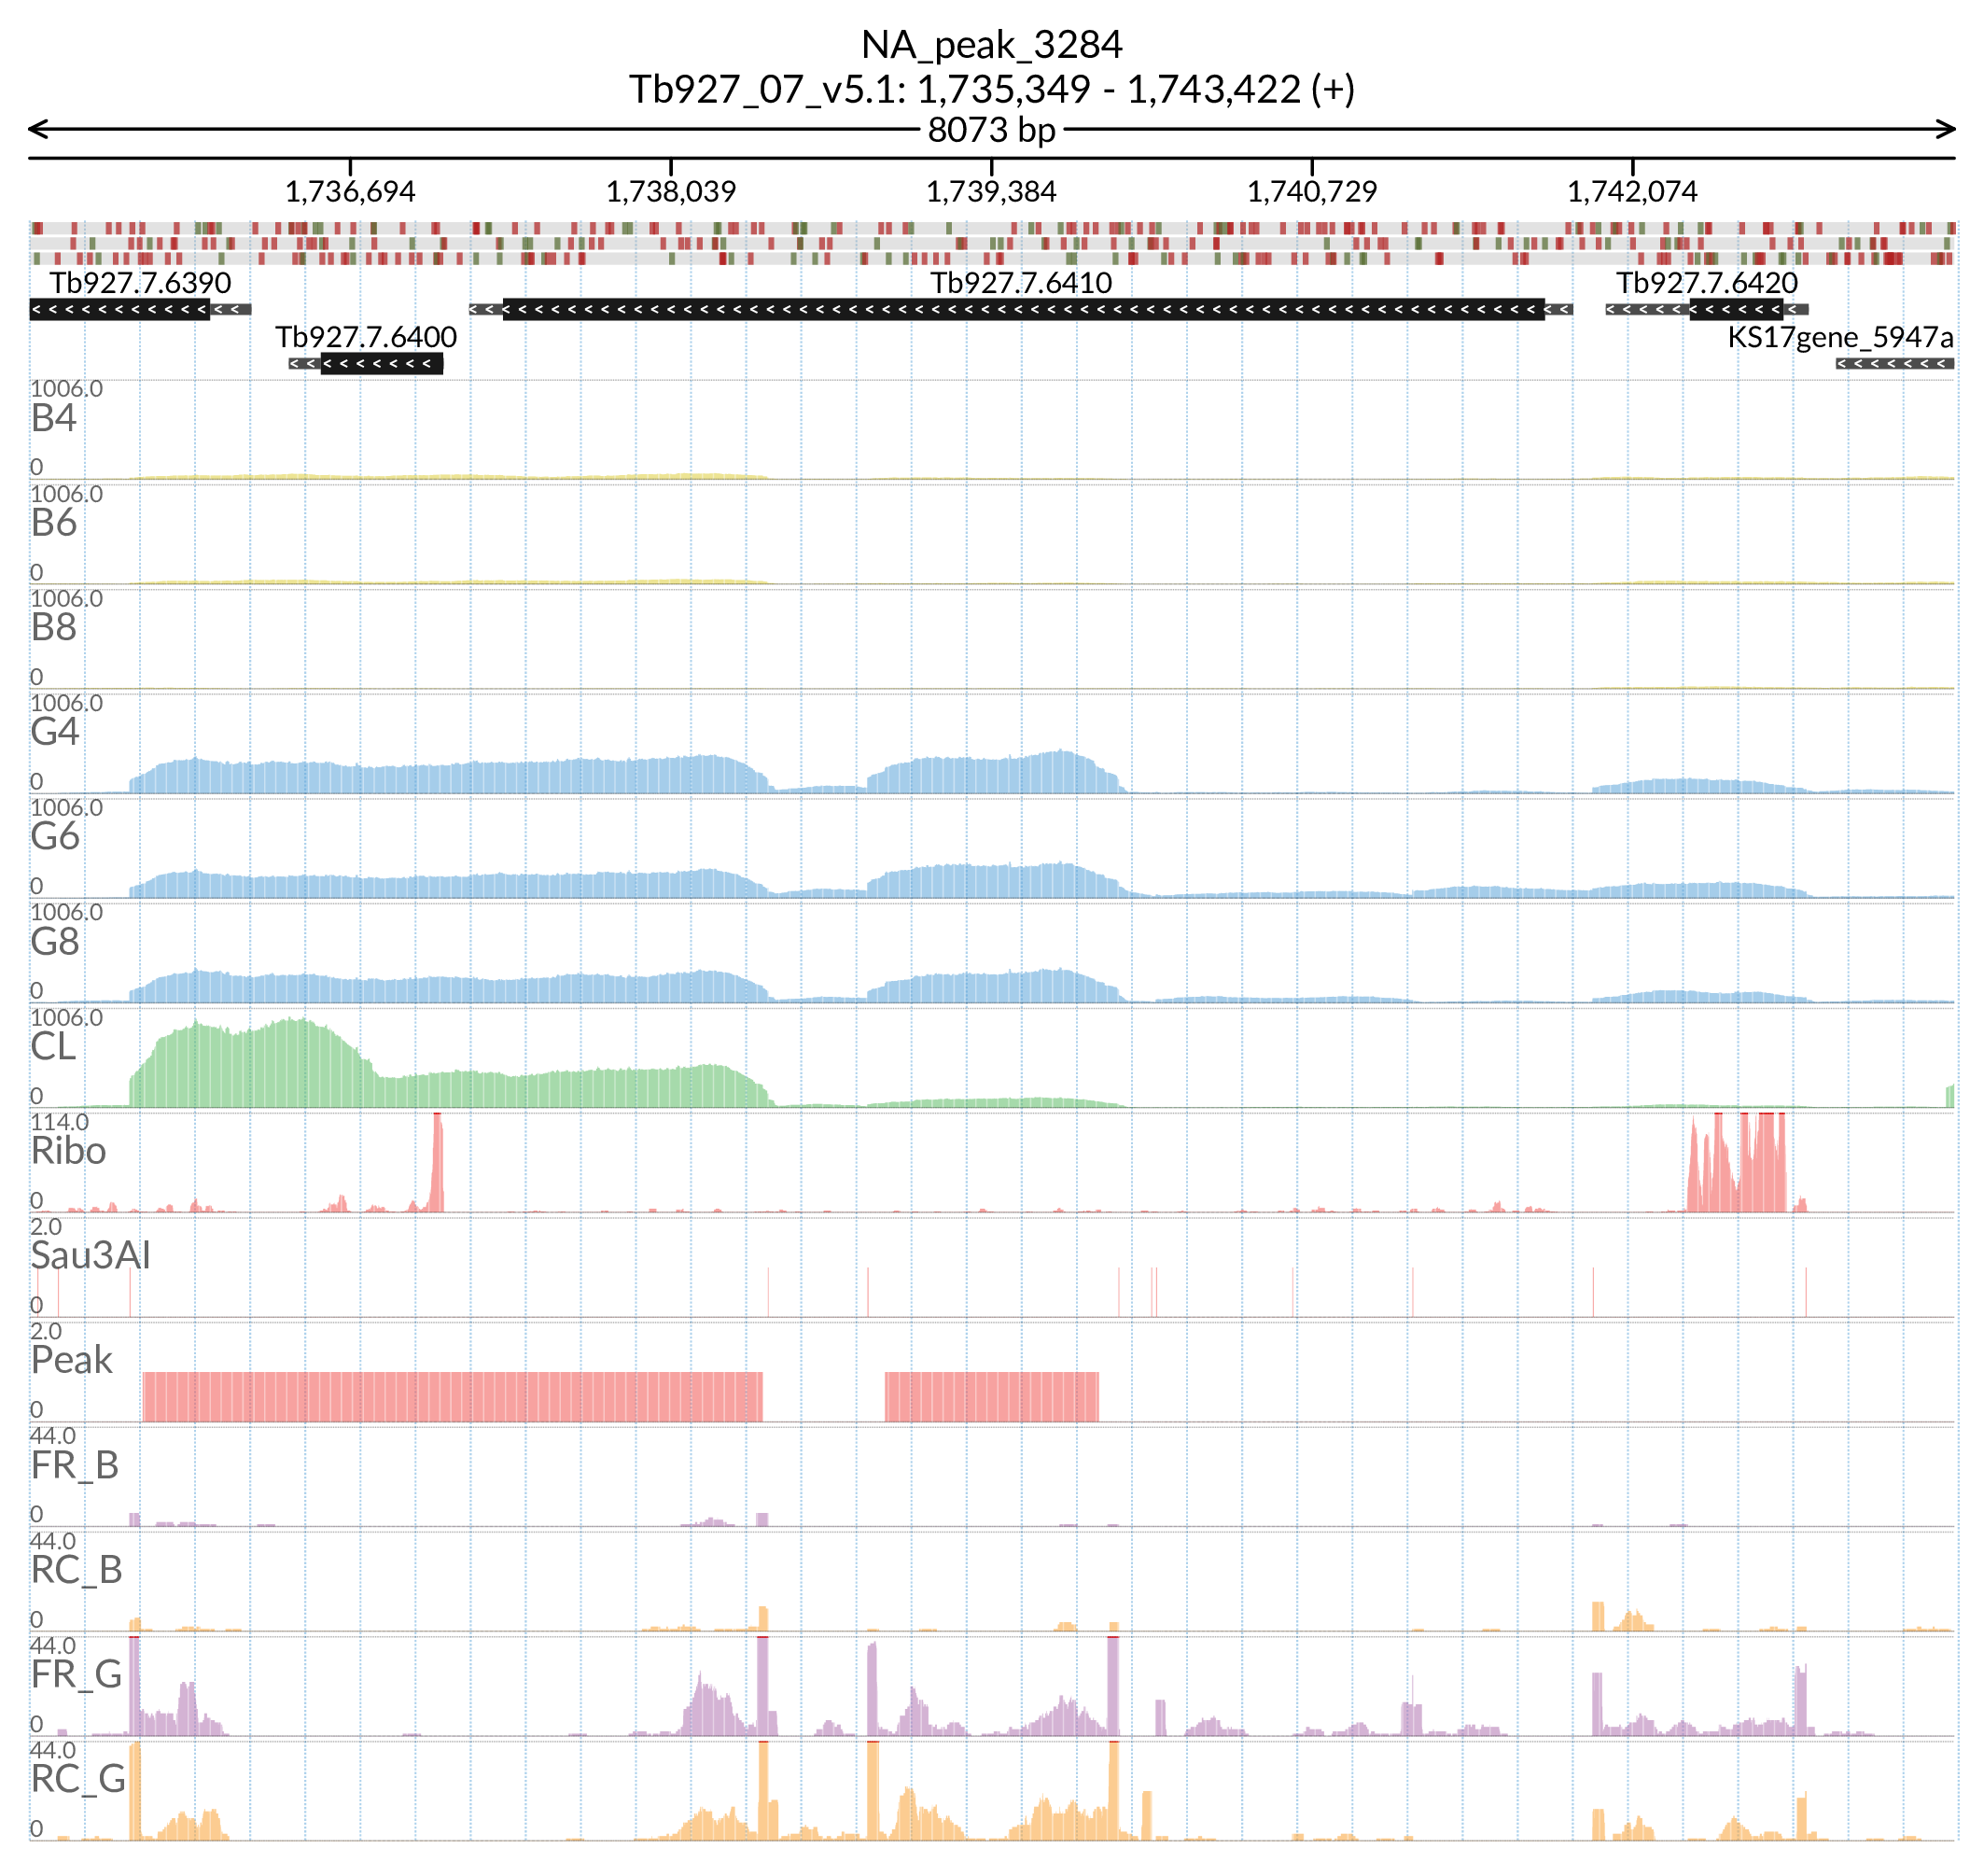 NA_peak_3284
Tb927_07_v5.1: 1,735,349 - 1,743,422 (+)
8073 bp
1,736,694 1,738,039 1,739,384 1,740,729 1,742,074
Tb927.7.6390 Tb927.7.6410 Tb927.7.6420
Tb927.7.6400 KS17gene_5947a
1006.0
B4
0
1006.0
B6
0
1006.0
B8
0
1006.0
G4
0
1006.0
G6
0
1006.0
G8
0
1006.0
CL
0
114.0
Ribo
0
2.0
Sau3AI
0
2.0
Peak
0
44.0
FR_B
0
44.0
RC_B
0
44.0
FR_G
0
44.0
RC_G
0